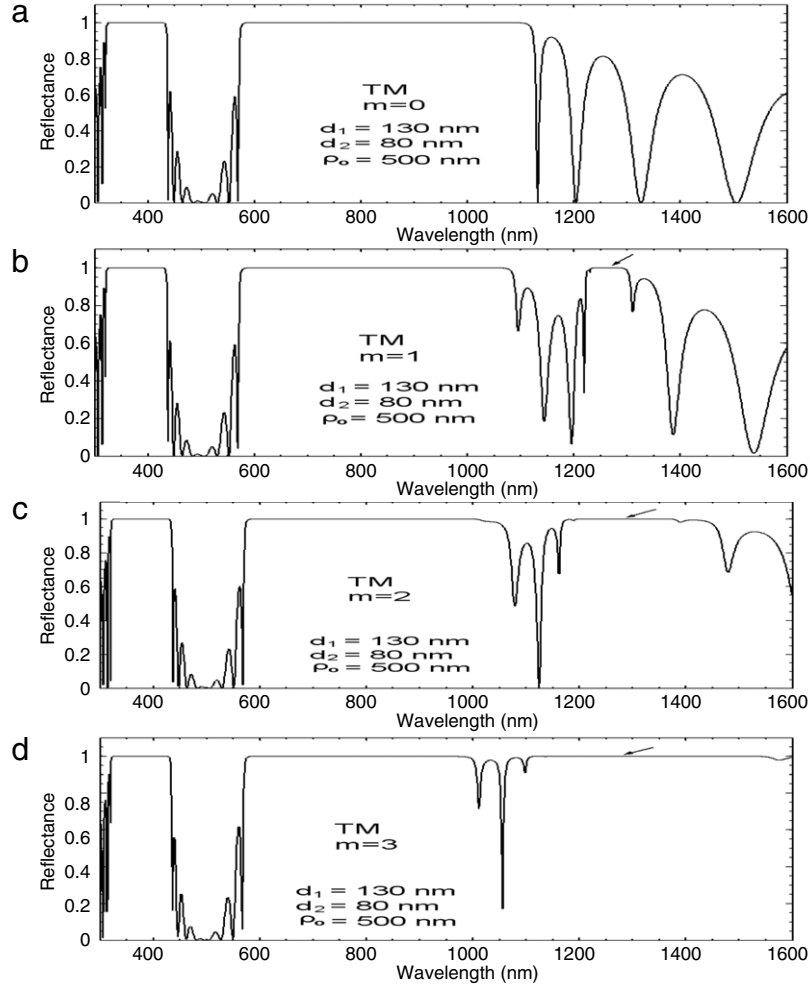 a
1
0.8
0.6
0.4
0.2
0
Reflectance
TM
m=0
d₁ = 130 nm
d₂ = 80 nm
ρₒ = 500 nm
400 600 800 1000 1200 1400 1600
Wavelength (nm)
b
1
0.8
0.6
0.4
0.2
0
Reflectance
TM
m=1
d₁ = 130 nm
d₂ = 80 nm
ρₒ = 500 nm
400 600 800 1000 1200 1400 1600
Wavelength (nm)
c
1
0.8
0.6
0.4
0.2
0
Reflectance
TM
m=2
d₁ = 130 nm
d₂ = 80 nm
ρₒ = 500 nm
400 600 800 1000 1200 1400 1600
Wavelength (nm)
d
1
0.8
0.6
0.4
0.2
0
Reflectance
TM
m=3
d₁ = 130 nm
d₂ = 80 nm
ρₒ = 500 nm
400 600 800 1000 1200 1400 1600
Wavelength (nm)